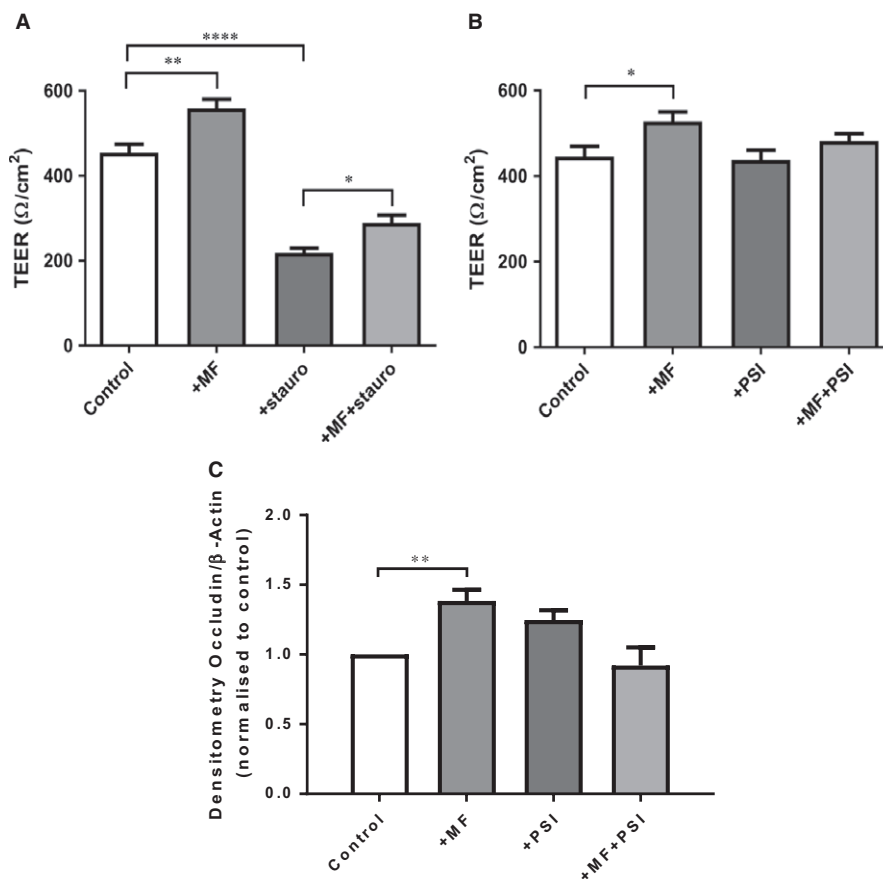 A
****
**
*
TEER (Ω/cm²)
600
400
200
0
Control
+MF
+stauro
+MF+stauro
B
*
TEER (Ω/cm²)
600
400
200
0
Control
+MF
+PSI
+MF+PSI
C
**
Densitometry Occludin/β-Actin
(normalised to control)
2.0
1.5
1.0
0.5
0.0
Control
+MF
+PSI
+MF+PSI